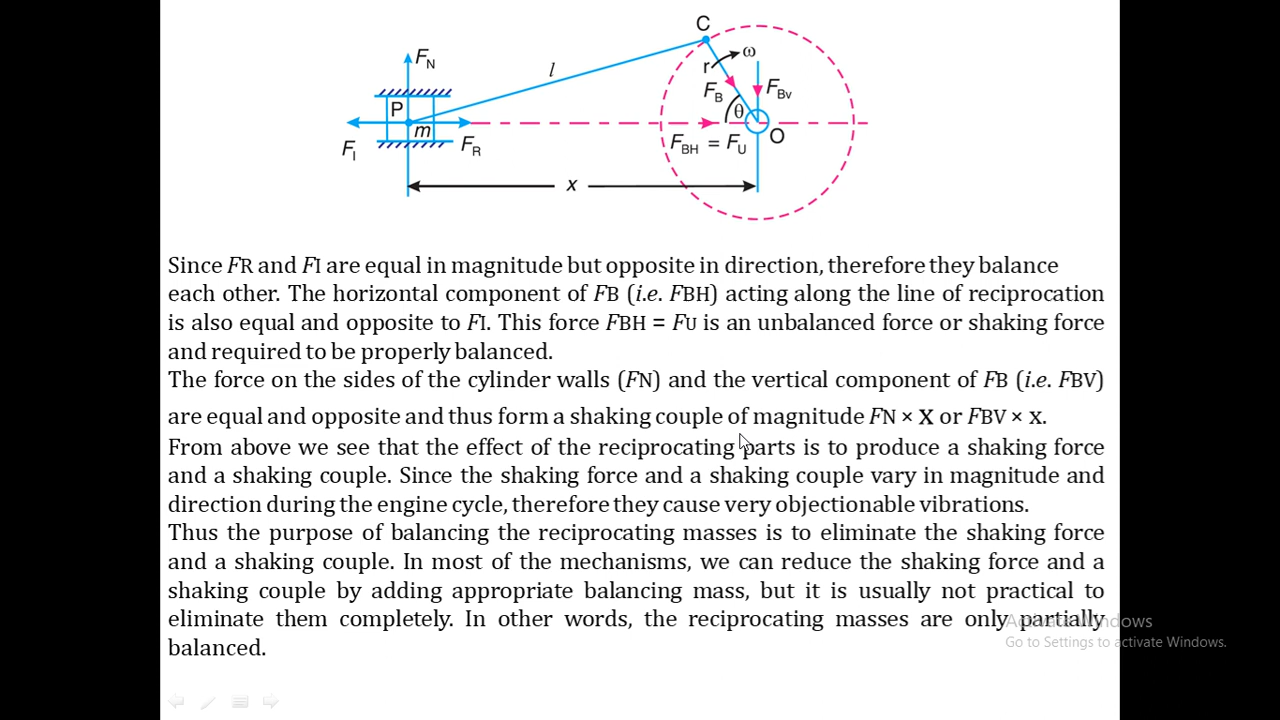 C
ω
r
F_N
l
F_B
F_Bv
P
θ
m
O
F_I
F_R
F_BH = F_U
x
Since FR and FI are equal in magnitude but opposite in direction, therefore they balance
each other. The horizontal component of FB (i.e. FBH) acting along the line of reciprocation
is also equal and opposite to FI. This force FBH = FU is an unbalanced force or shaking force
and required to be properly balanced.
The force on the sides of the cylinder walls (FN) and the vertical component of FB (i.e. FBV)
are equal and opposite and thus form a shaking couple of magnitude FN × X or FBV × x.
From above we see that the effect of the reciprocating parts is to produce a shaking force
and a shaking couple. Since the shaking force and a shaking couple vary in magnitude and
direction during the engine cycle, therefore they cause very objectionable vibrations.
Thus the purpose of balancing the reciprocating masses is to eliminate the shaking force
and a shaking couple. In most of the mechanisms, we can reduce the shaking force and a
shaking couple by adding appropriate balancing mass, but it is usually not practical to
eliminate them completely. In other words, the reciprocating masses are only partially
balanced.
Activate Windows
Go to Settings to activate Windows.